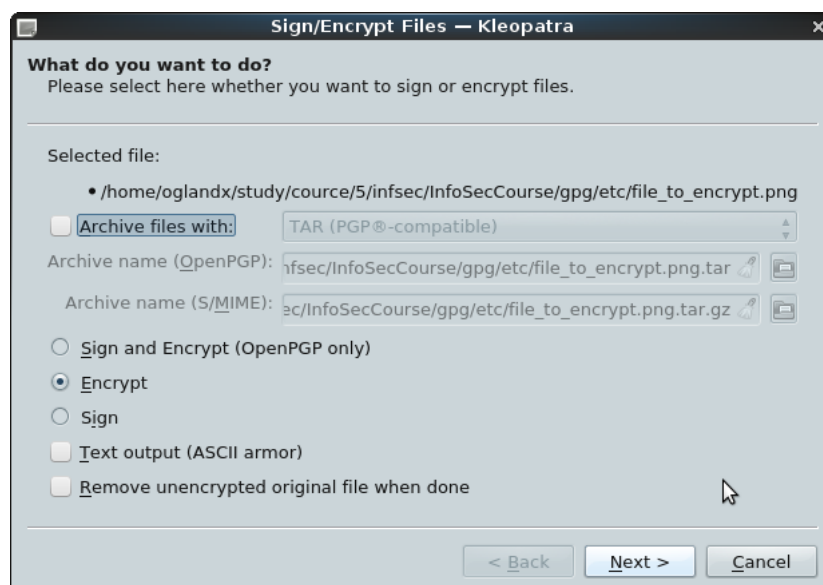 Sign/Encrypt Files — Kleopatra
What do you want to do?
Please select here whether you want to sign or encrypt files.
Selected file:
• /home/oglandx/study/cource/5/infsec/InfoSecCourse/gpg/etc/file_to_encrypt.png
Archive files with: TAR (PGP®-compatible)
Archive name (OpenPGP): nfsec/InfoSecCourse/gpg/etc/file_to_encrypt.png.tar
Archive name (S/MIME): ec/InfoSecCourse/gpg/etc/file_to_encrypt.png.tar.gz
Sign and Encrypt (OpenPGP only)
Encrypt
Sign
Text output (ASCII armor)
Remove unencrypted original file when done
< Back Next > Cancel